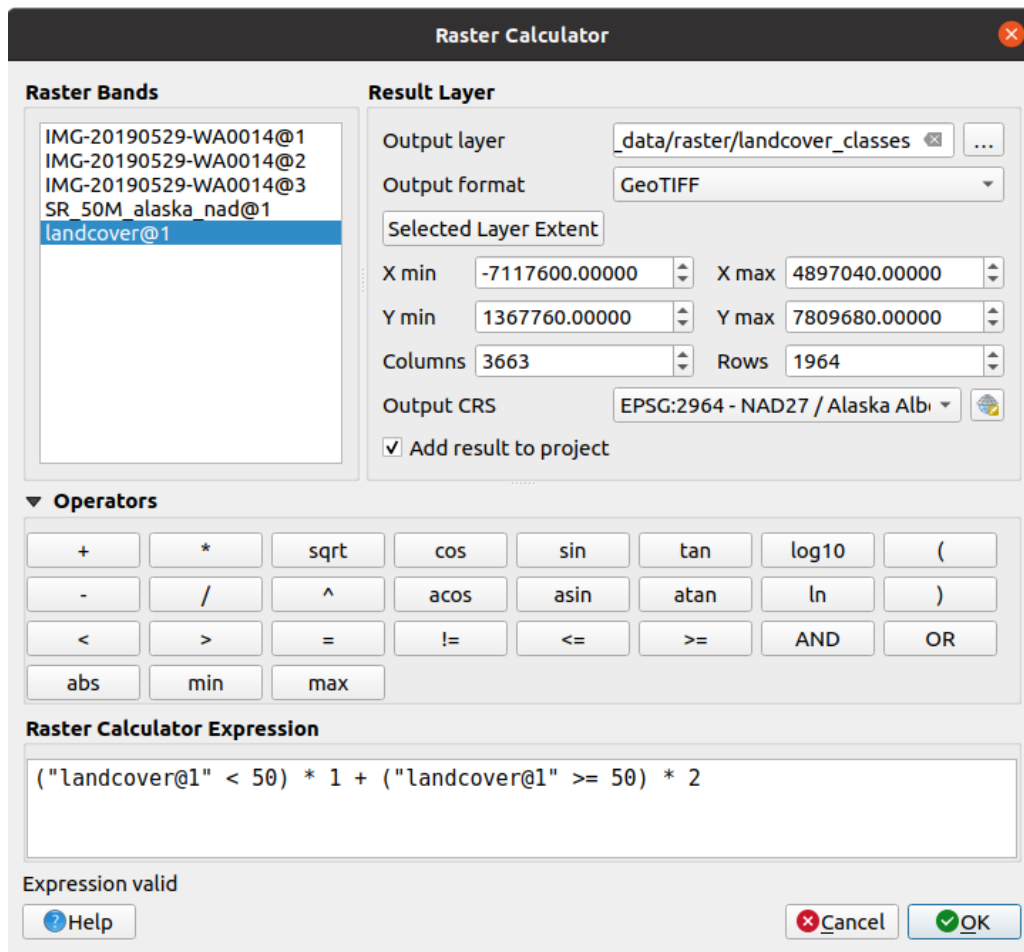 Raster Calculator
Raster Bands
IMG-20190529-WA0014@1
IMG-20190529-WA0014@2
IMG-20190529-WA0014@3
SR_50M_alaska_nad@1
landcover@1
Result Layer
Output layer _data/raster/landcover_classes ...
Output format GeoTIFF
Selected Layer Extent
X min -7117600.00000 X max 4897040.00000
Y min 1367760.00000 Y max 7809680.00000
Columns 3663 Rows 1964
Output CRS EPSG:2964 - NAD27 / Alaska Alb
Add result to project
Operators
+ * sqrt cos sin tan log10 (
- / ^ acos asin atan ln )
< > = != <= >= AND OR
abs min max
Raster Calculator Expression
("landcover@1" < 50) * 1 + ("landcover@1" >= 50) * 2
Expression valid
Help Cancel OK